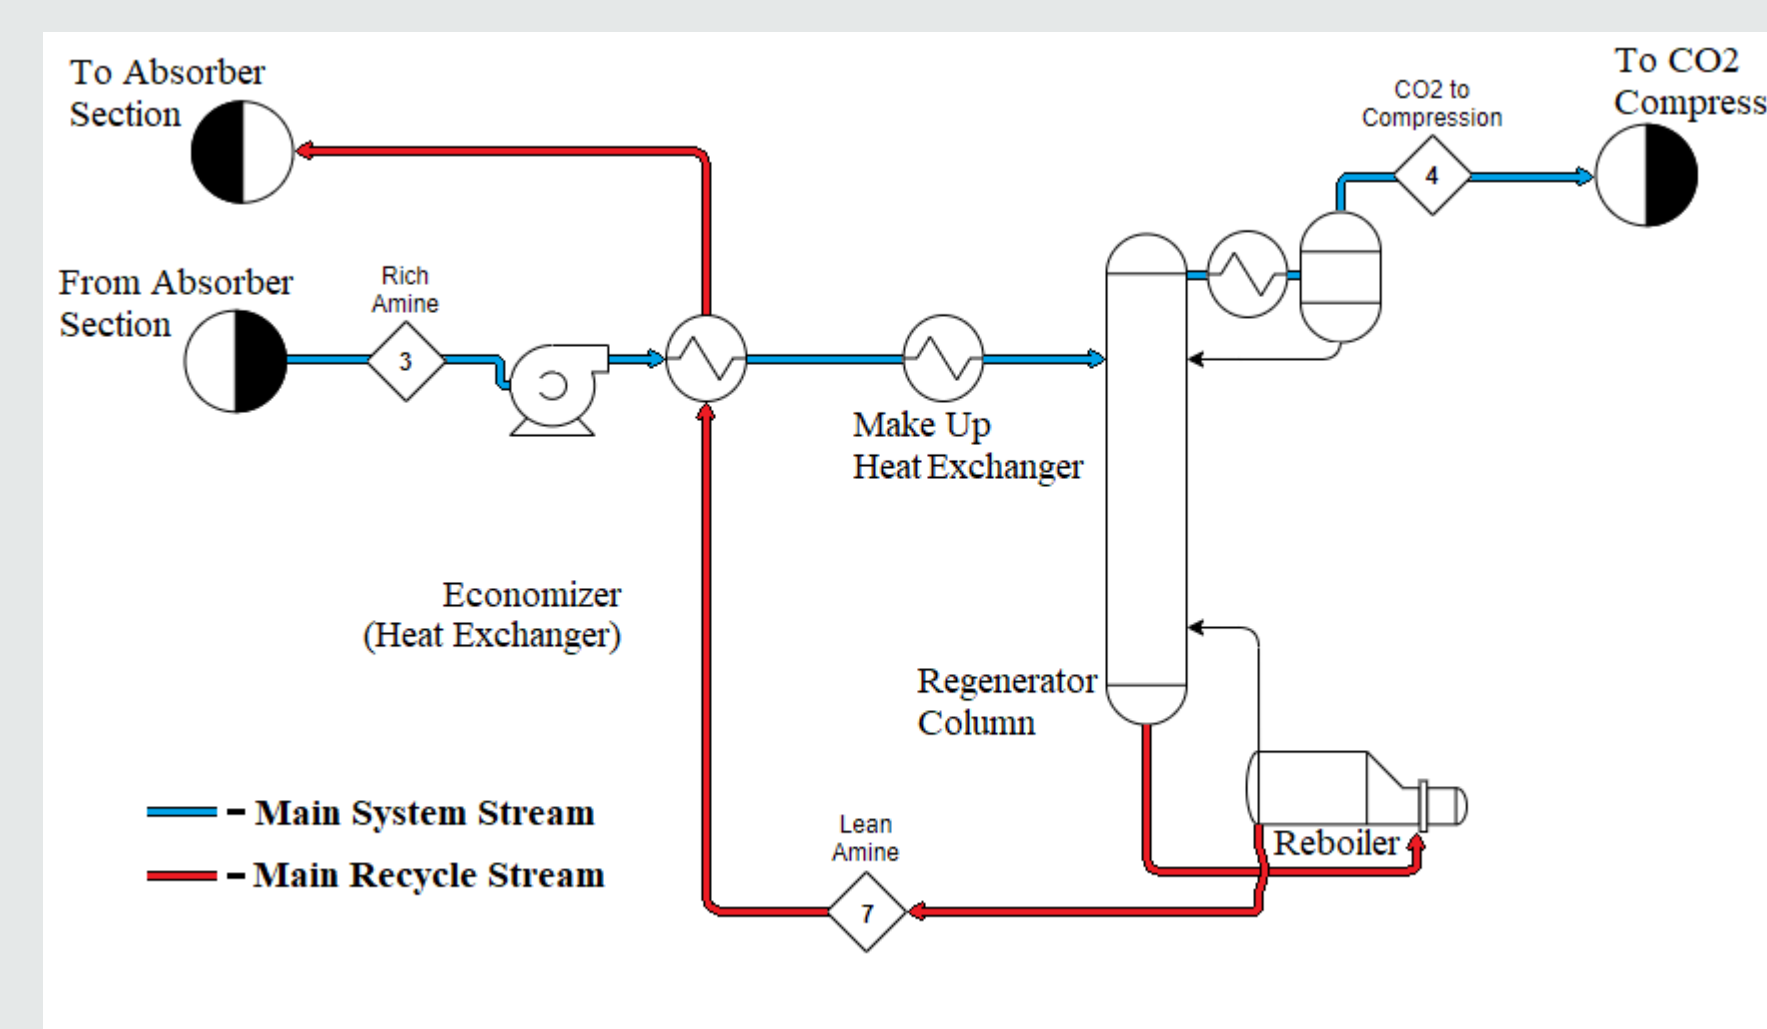 To Absorber
Section
CO2 to
Compression
4
To CO2
Compress
From Absorber
Section
Rich
Amine
3
Make Up
Heat Exchanger
Economizer
(Heat Exchanger)
Regenerator
Column
Reboiler
Lean
Amine
7
- Main System Stream
- Main Recycle Stream